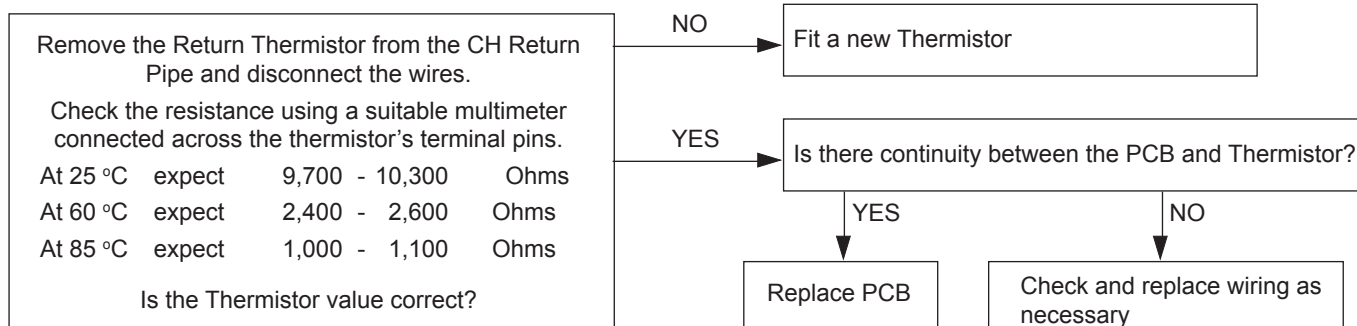 Remove the Return Thermistor from the CH Return
Pipe and disconnect the wires.
Check the resistance using a suitable multimeter
connected across the thermistor's terminal pins.
At 25 °C expect 9,700 - 10,300 Ohms
At 60 °C expect 2,400 - 2,600 Ohms
At 85 °C expect 1,000 - 1,100 Ohms
Is the Thermistor value correct?
NO
Fit a new Thermistor
YES
Is there continuity between the PCB and Thermistor?
YES
Replace PCB
NO
Check and replace wiring as
necessary